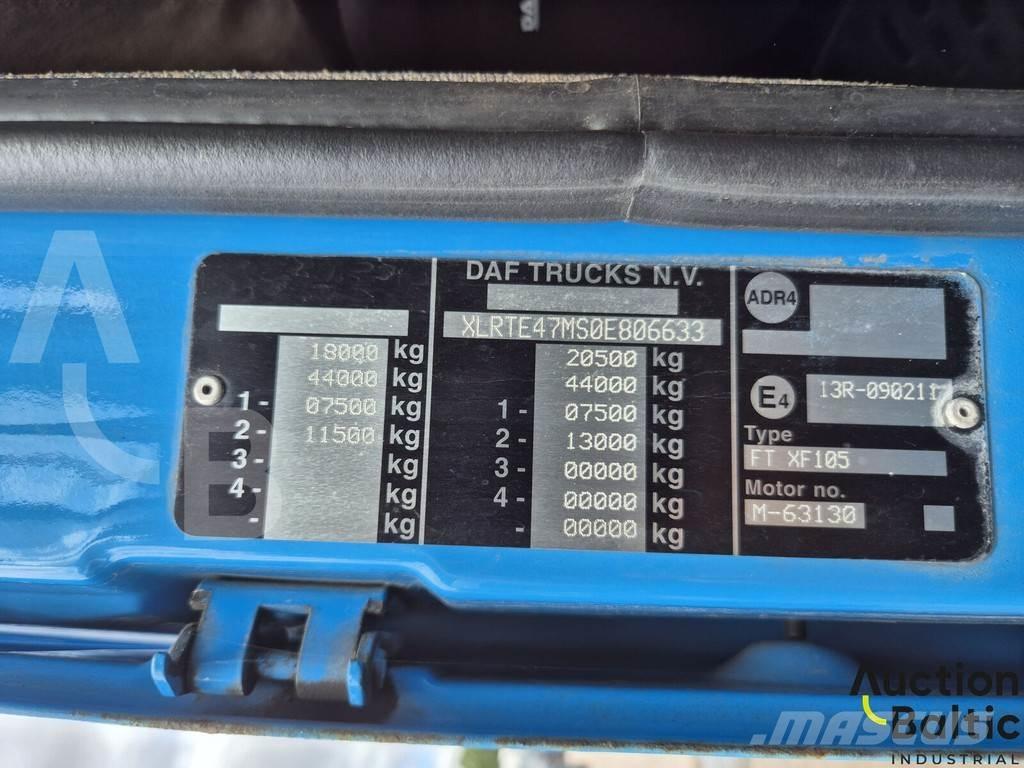 18000 kg
44000 kg
1- 07500 kg
2- 11500 kg
3- kg
4- kg
- kg
DAF TRUCKS N.V.
XLRTE47MS0E806633
20500 kg
44000 kg
1- 07500 kg
2- 13000 kg
3- 00000 kg
4- 00000 kg
- 00000 kg
ADR4
E4 13R-090211
Type
FT XF105
Motor no.
M-63130
Auction
Baltic
INDUSTRIAL
MASCUS
AB